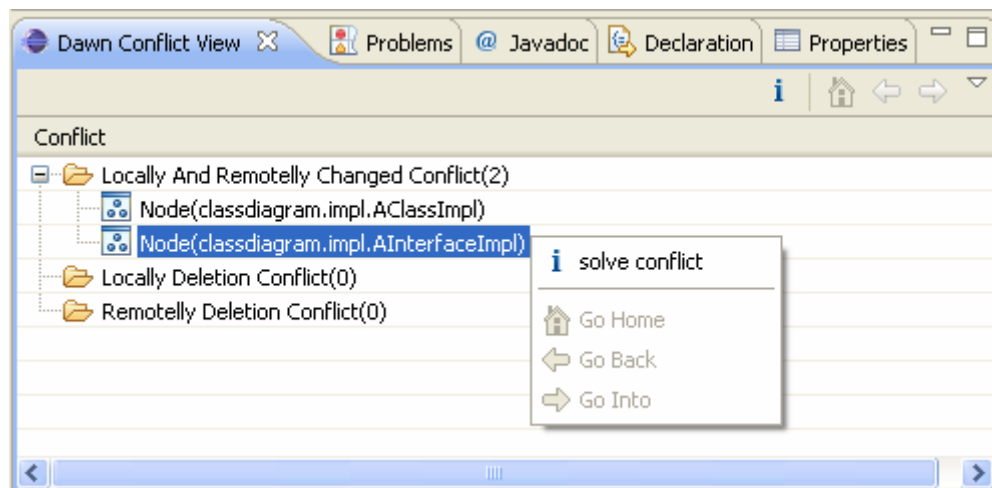 Dawn Conflict View Problems @ Javadoc Declaration Properties
i
Conflict
Locally And Remotelly Changed Conflict(2)
Node(classdiagram.impl.AClassImpl)
Node(classdiagram.impl.AInterfaceImpl)
i solve conflict
Locally Deletion Conflict(0)
Remotelly Deletion Conflict(0)
Go Home
Go Back
Go Into